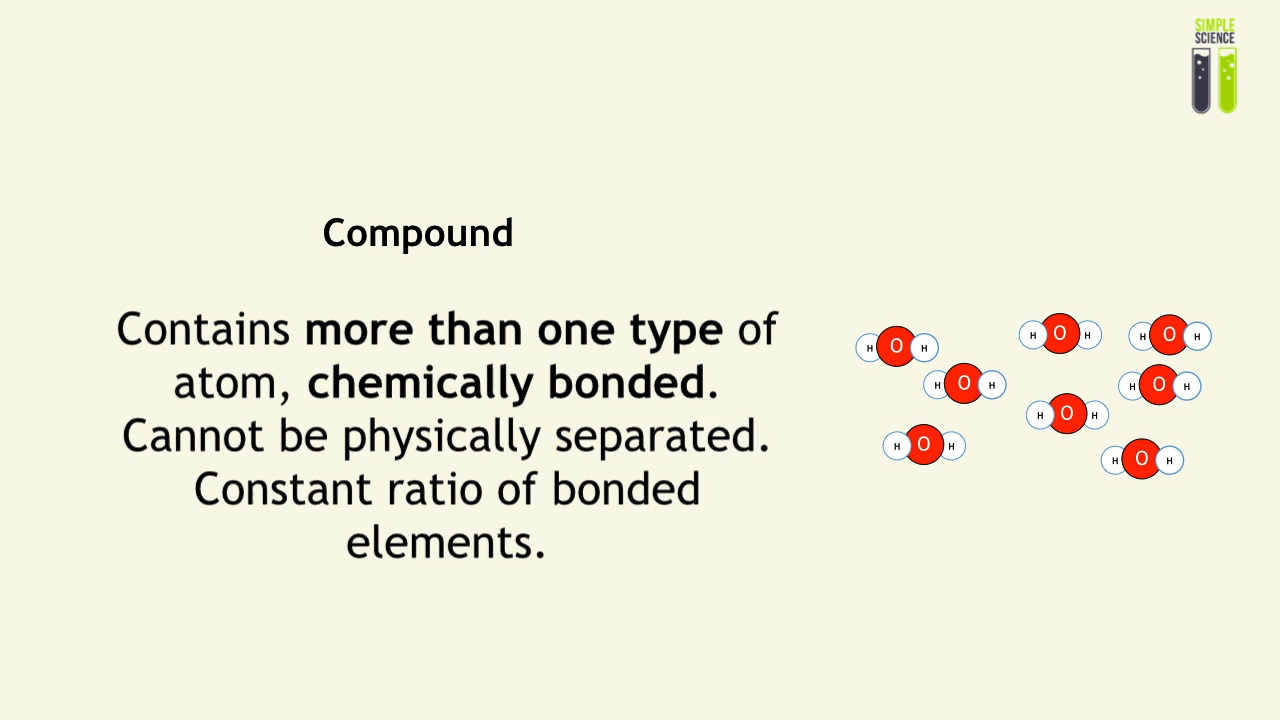 SIMPLE
SCIENCE
Compound
Contains more than one type of
atom, chemically bonded.
Cannot be physically separated.
Constant ratio of bonded
elements.
H O H
H O H
H O H
H O H
H O H
H O H
H O H
H O H